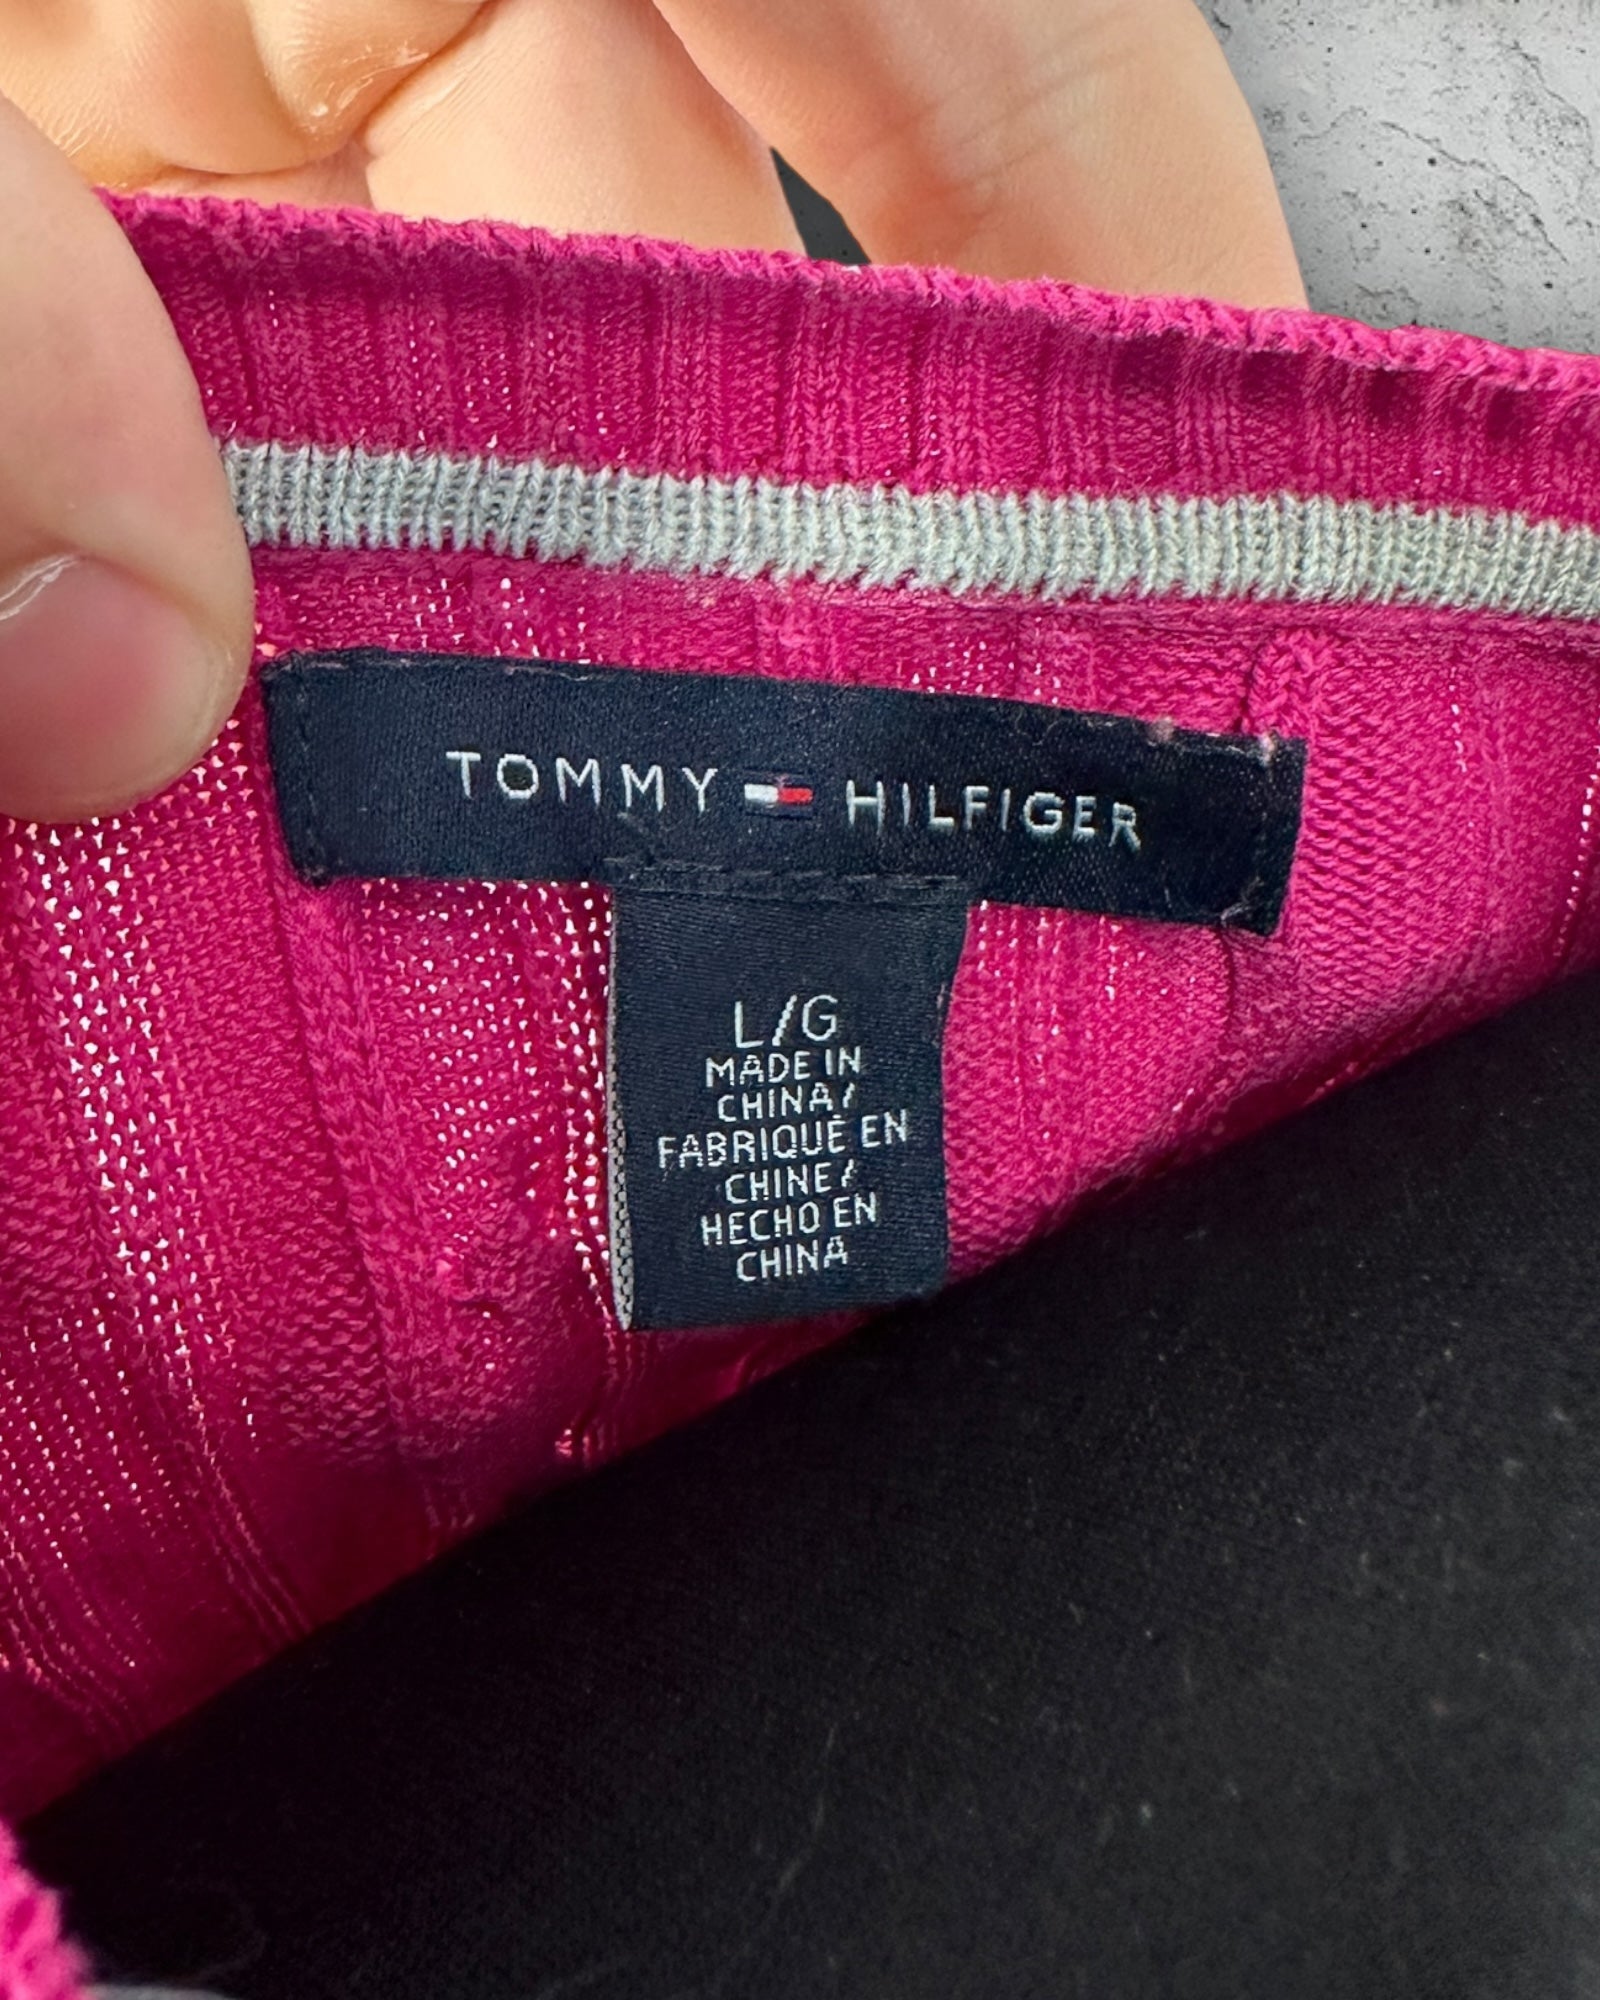 TOMMY HILFIGER
L/G
MADE IN
CHINA/
FABRIQUÉ EN
CHINE/
HECHO EN
CHINA